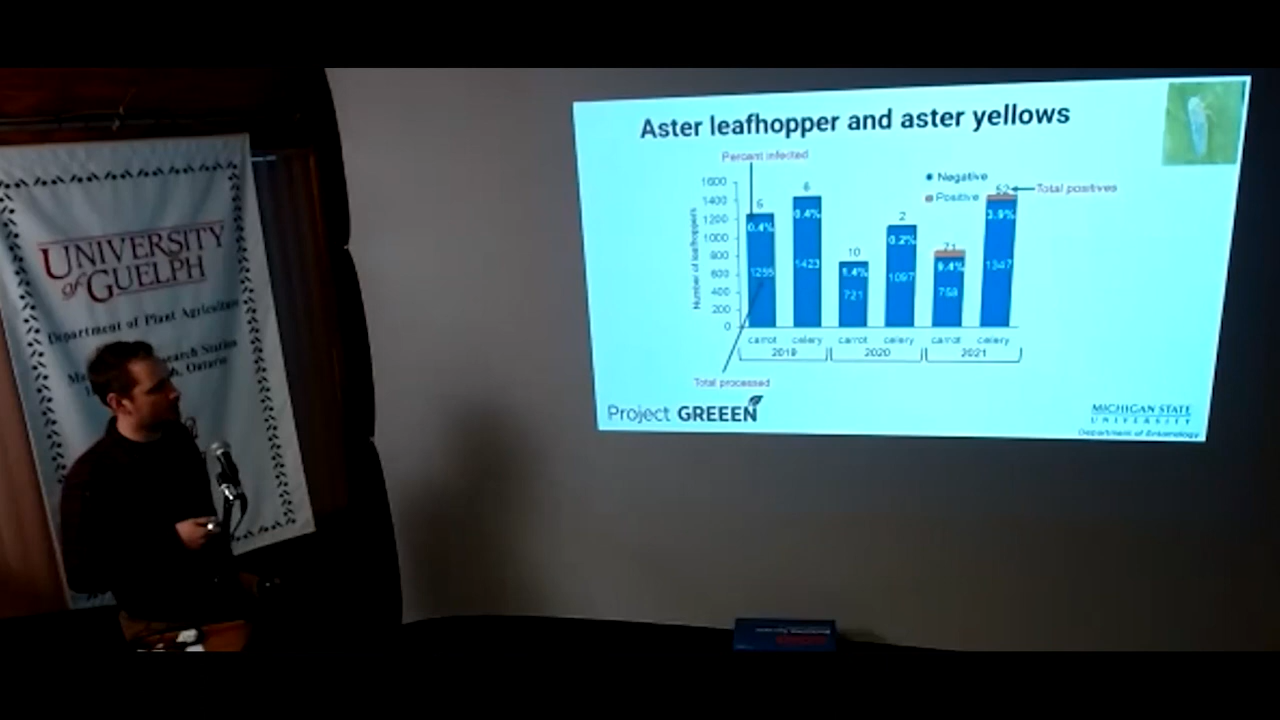 UNIVERSITY
of GUELPH
Department of Plant Agriculture
Aster leafhopper and aster yellows
Percent infected
Negative
Positive
Total positives
Number of leafhoppers
1600
1400
1200
1000
800
600
400
200
0
6
0.4%
6
0.4%
1423
10
1.4%
721
2
0.2%
1097
71
9.4%
52
3.9%
1347
carrot celery carrot celery carrot celery
2019 2020 2021
Total processed
Project GREEEN
MICHIGAN STATE
UNIVERSITY
Department of Entomology